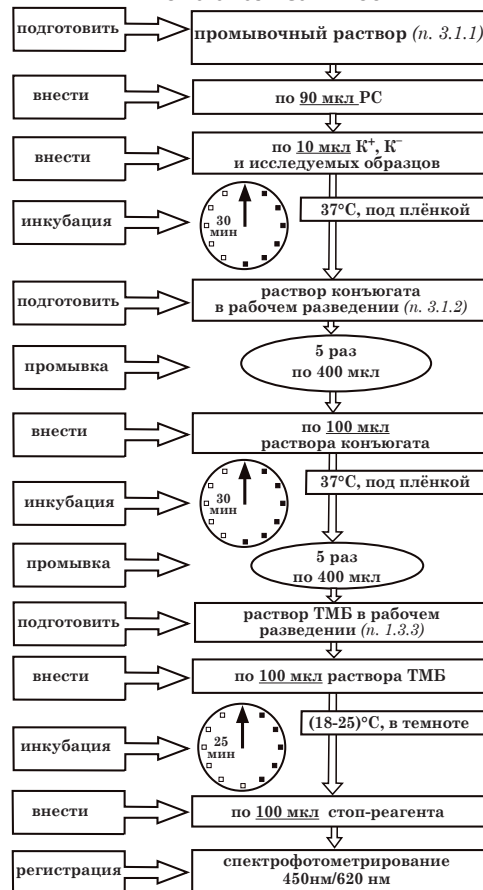 подготовить
промывочный раствор (п. 3.1.1)
внести
по 90 мкл РС
внести
по 10 мкл К⁺, К⁻
и исследуемых образцов
инкубация
30
мин
37°С, под плёнкой
подготовить
раствор конъюгата
в рабочем разведении (п. 3.1.2)
промывка
5 раз
по 400 мкл
внести
по 100 мкл
раствора конъюгата
инкубация
30
мин
37°С, под плёнкой
промывка
5 раз
по 400 мкл
подготовить
раствор ТМБ в рабочем
разведении (п. 1.3.3)
внести
по 100 мкл раствора ТМБ
инкубация
25
мин
(18-25)°С, в темноте
внести
по 100 мкл стоп-реагента
регистрация
спектрофотометрирование
450нм/620 нм